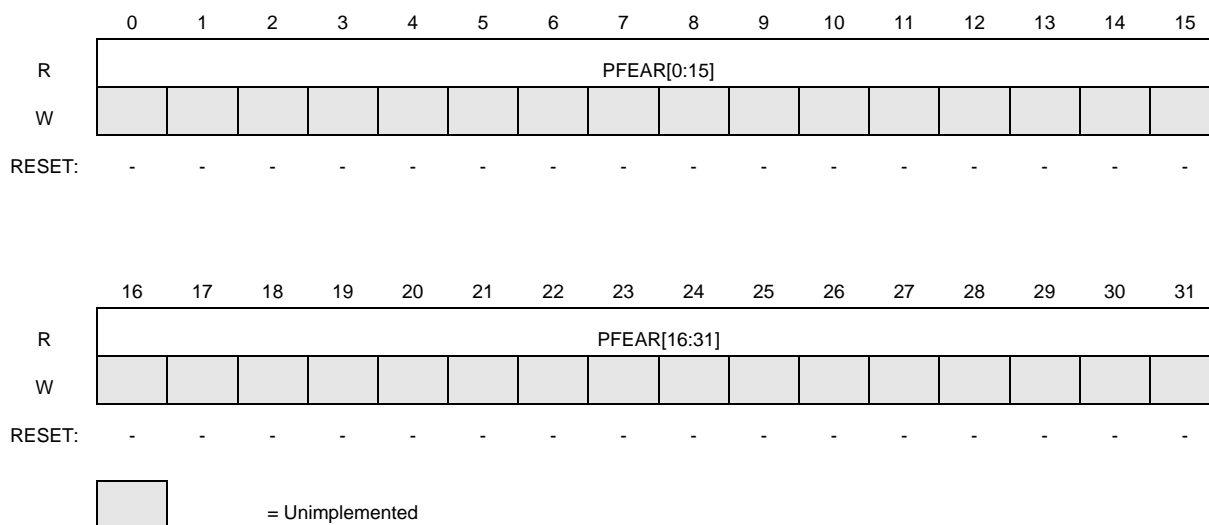 0 1 2 3 4 5 6 7 8 9 10 11 12 13 14 15
R PFEAR[0:15]
W
RESET: - - - - - - - - - - - - - - - -
16 17 18 19 20 21 22 23 24 25 26 27 28 29 30 31
R PFEAR[16:31]
W
RESET: - - - - - - - - - - - - - - - -
= Unimplemented